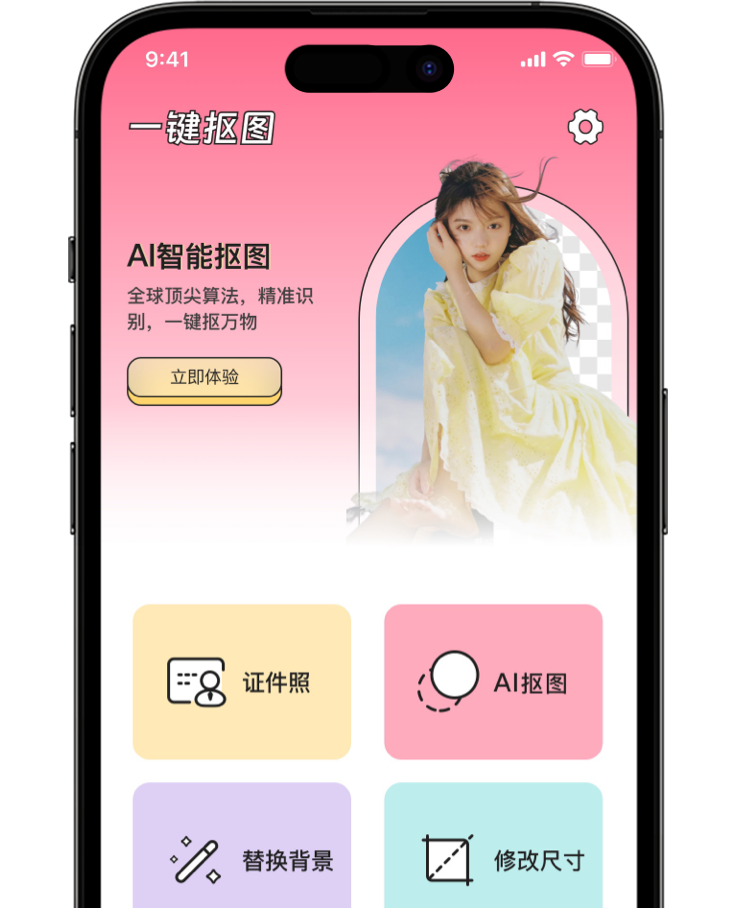 9:41
一键抠图
AI智能抠图
全球顶尖算法，精准识
别，一键抠万物
立即体验
证件照
AI抠图
替换背景
修改尺寸